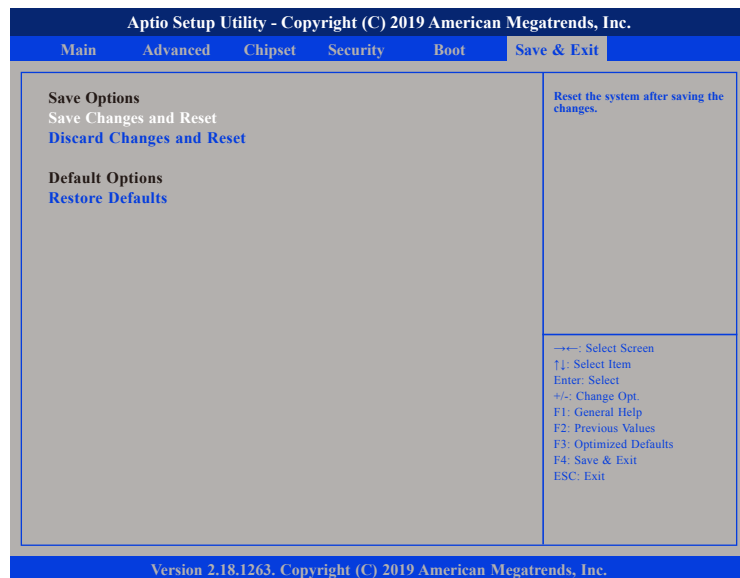 Aptio Setup Utility - Copyright (C) 2019 American Megatrends, Inc.
Main Advanced Chipset Security Boot Save & Exit
Save Options
Save Changes and Reset
Discard Changes and Reset
Default Options
Restore Defaults
Reset the system after saving the
changes.
→←: Select Screen
↑↓: Select Item
Enter: Select
+/-: Change Opt.
F1: General Help
F2: Previous Values
F3: Optimized Defaults
F4: Save & Exit
ESC: Exit
Version 2.18.1263. Copyright (C) 2019 American Megatrends, Inc.